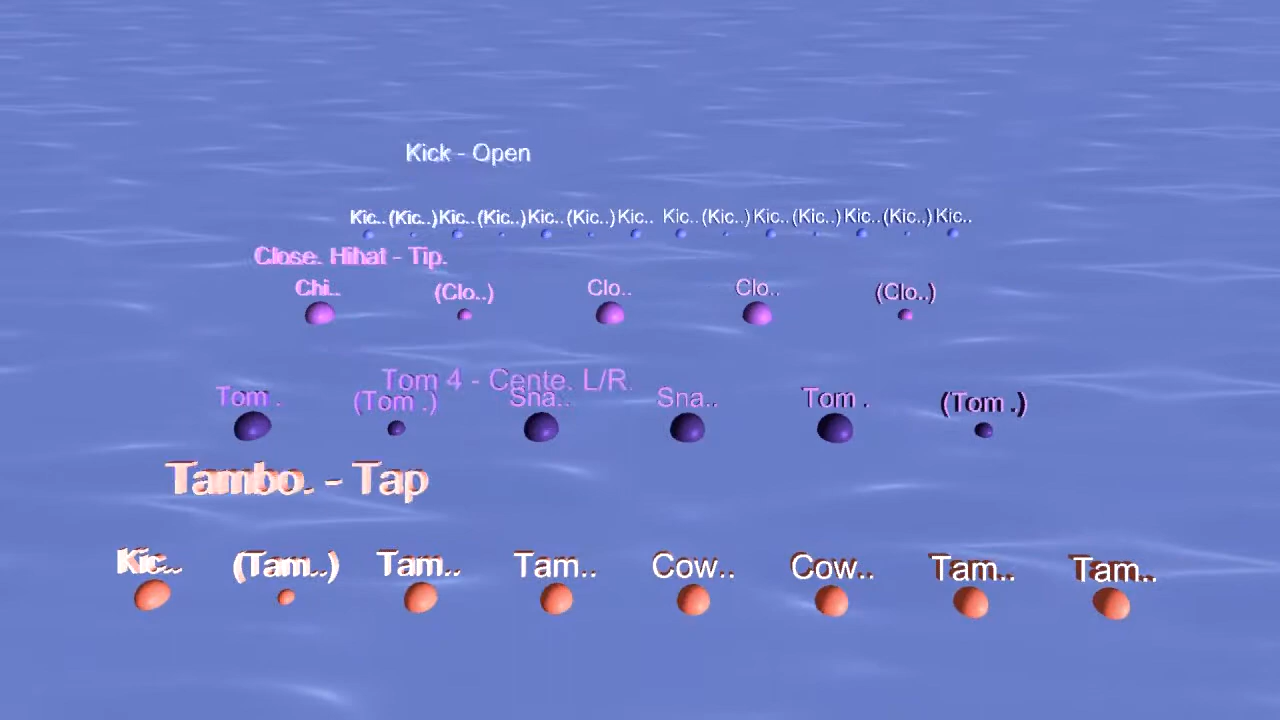 Kick - Open
Kic.. (Kic..) Kic.. (Kic..) Kic.. (Kic..) Kic.. Kic.. (Kic..) Kic.. (Kic..) Kic.. (Kic..) Kic..
Close. Hihat - Tip.
Chi.. (Clo..) Clo.. Clo.. (Clo..)
Tom 4 - Cente. L/R.
Tom . (Tom .) Sna.. Sna.. Tom . (Tom .)
Tambo. - Tap
Kic.. (Tam..) Tam.. Tam.. Cow.. Cow.. Tam.. Tam..